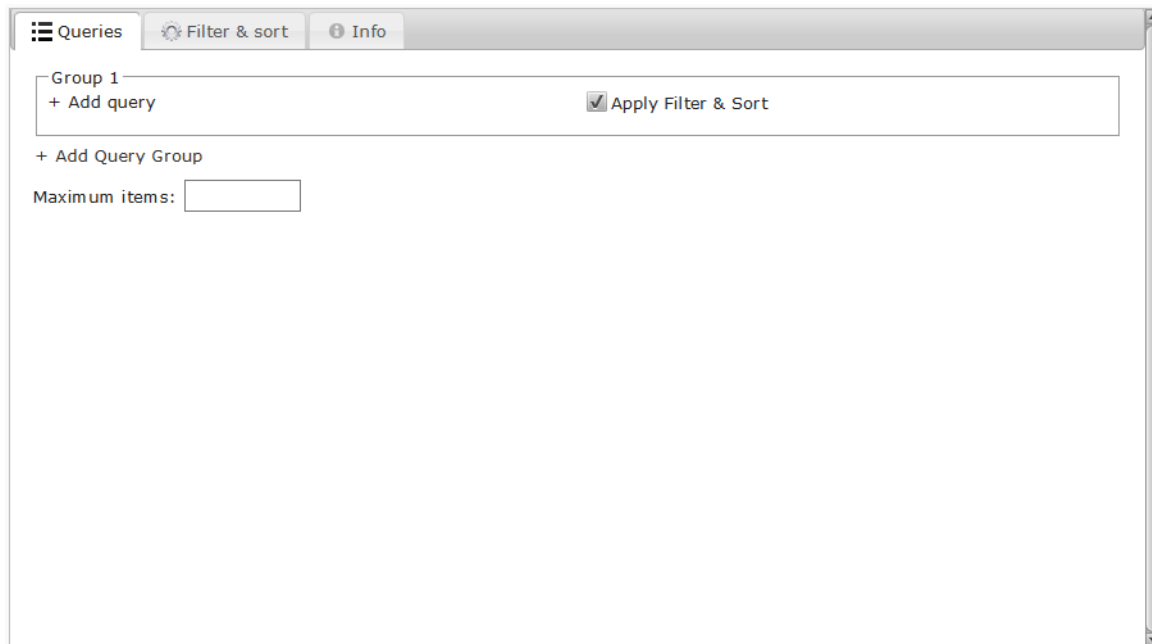 Queries Filter & sort Info
Group 1
+ Add query Apply Filter & Sort
+ Add Query Group
Maximum items: